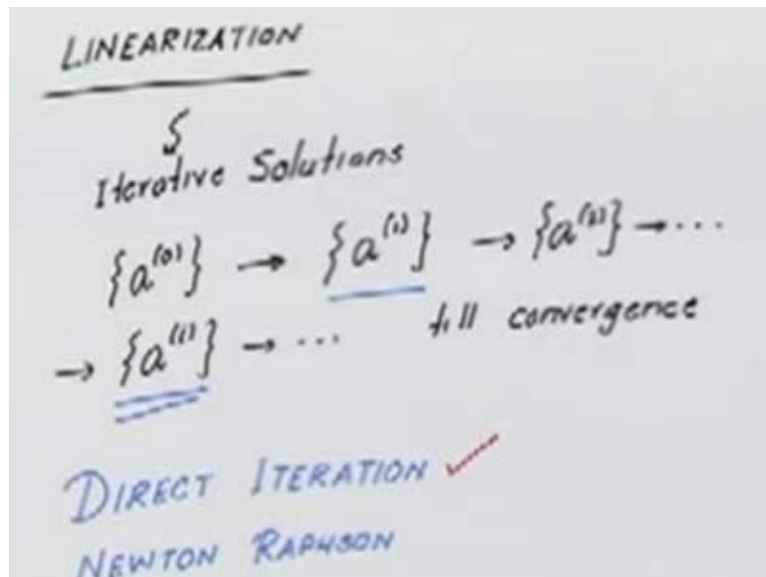 LINEARIZATION
&
Iterative Solutions
{a^(0)} → {a^(1)} → {a^(2)} → ...
→ {a^(i)} → ... till convergence
DIRECT ITERATION ✓
NEWTON RAPHSON